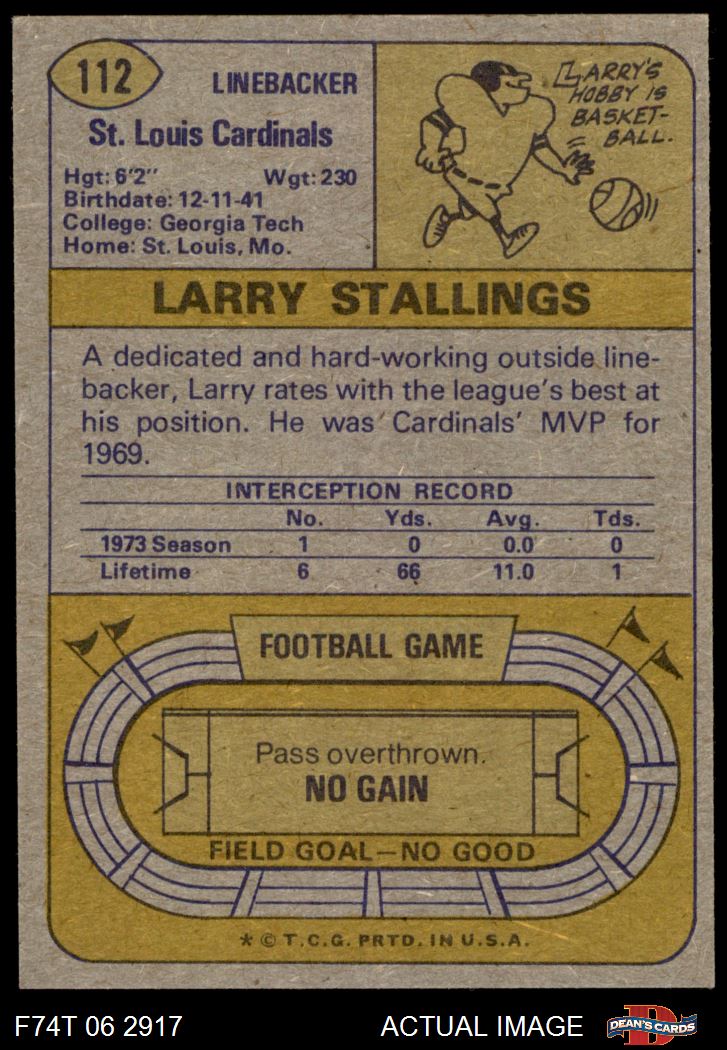 112
LINEBACKER
St. Louis Cardinals
Hgt: 6'2" Wgt: 230
Birthdate: 12-11-41
College: Georgia Tech
Home: St. Louis, Mo.
LARRY'S
HOBBY IS
BASKET-
BALL.
LARRY STALLINGS
A dedicated and hard-working outside line-
backer, Larry rates with the league's best at
his position. He was Cardinals' MVP for
1969.
INTERCEPTION RECORD
No. Yds. Avg. Tds.
1973 Season 1 0 0.0 0
Lifetime 6 66 11.0 1
FOOTBALL GAME
Pass overthrown.
NO GAIN
FIELD GOAL—NO GOOD
* © T.C.G. PRTD. IN U.S.A.
F74T 06 2917 ACTUAL IMAGE
D
DEAN'S CARDS